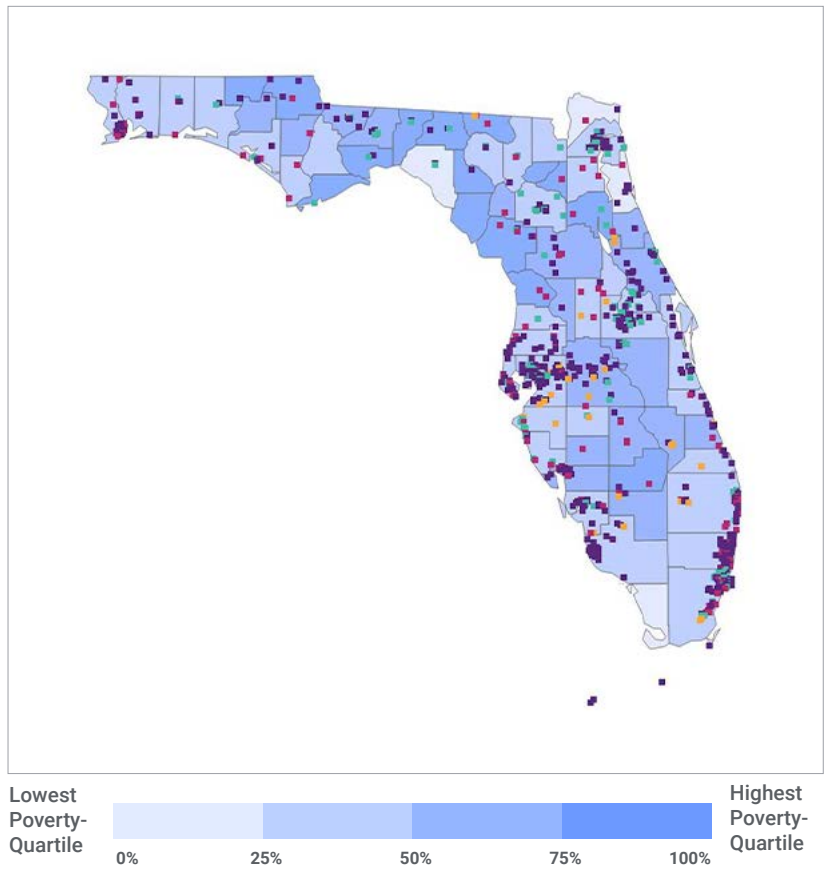 Lowest
Poverty-
Quartile
Highest
Poverty-
Quartile
0%
25%
50%
75%
100%